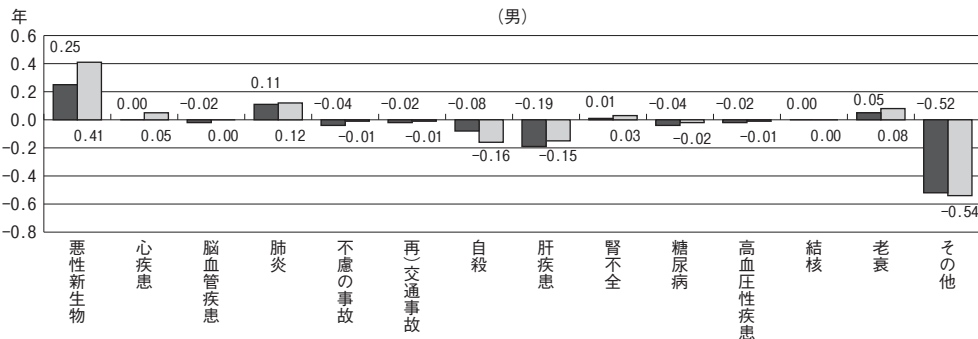 年
(男)
0.6
0.4
0.2
0.0
-0.2
-0.4
-0.6
-0.8
0.25
0.41
0.00
0.05
-0.02
0.00
0.11
0.12
-0.04
-0.01
-0.02
-0.01
-0.08
-0.16
-0.19
-0.15
0.01
0.03
-0.04
-0.02
-0.02
-0.01
0.00
0.00
0.05
0.08
-0.52
-0.54
悪性新生物
心疾患
脳血管疾患
肺炎
不慮の事故
再)交通事故
自殺
肝疾患
腎不全
糖尿病
高血圧性疾患
結核
老衰
その他